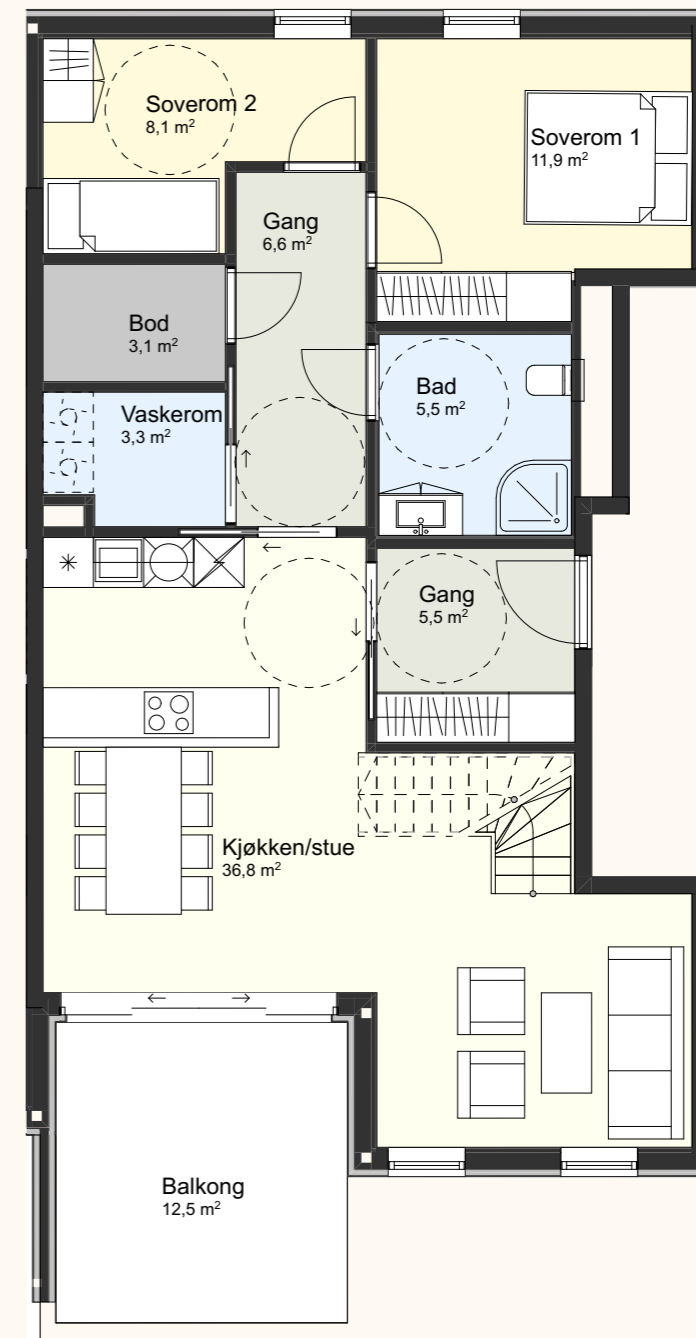 Soverom 2
8,1 m²
Soverom 1
11,9 m²
Gang
6,6 m²
Bod
3,1 m²
Bad
5,5 m²
Vaskerom
3,3 m²
Gang
5,5 m²
Kjøkken/stue
36,8 m²
Balkong
12,5 m²